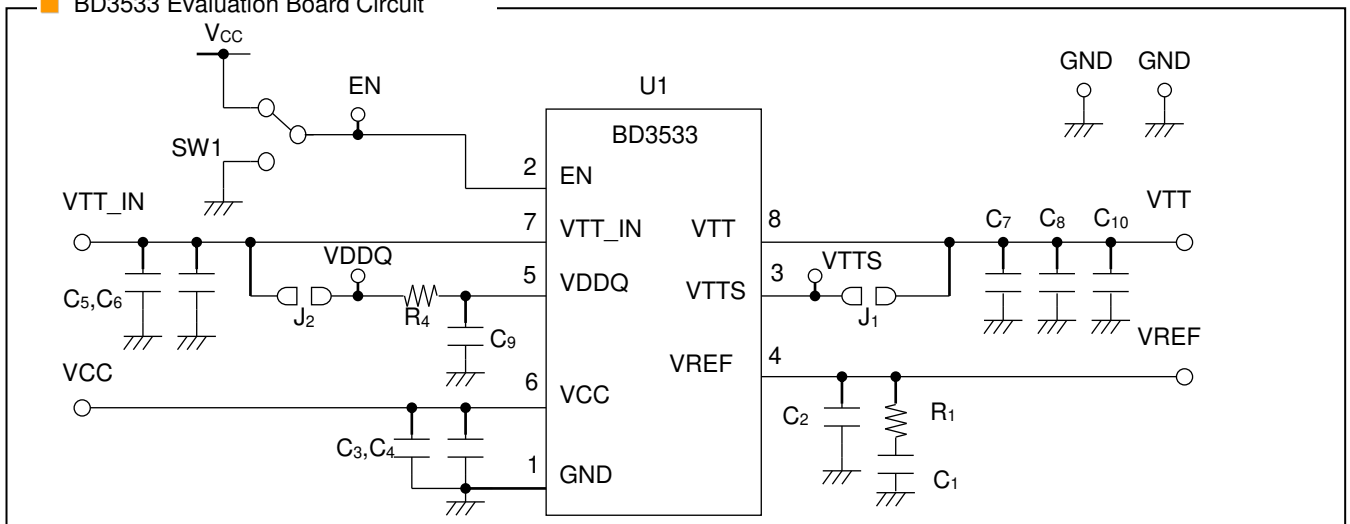 BD3533 Evaluation Board Circuit
VCC
EN
SW1
U1
BD3533
GND GND
2 EN
VTT_IN
7 VTT_IN
VTT 8
C7 C8 C10
VTT
C5,C6
J2
VDDQ
R4
C9
5 VDDQ
VTTS 3
VTTS
J1
VREF 4
VREF
VCC
6 VCC
C3,C4
1 GND
C2
R1
C1